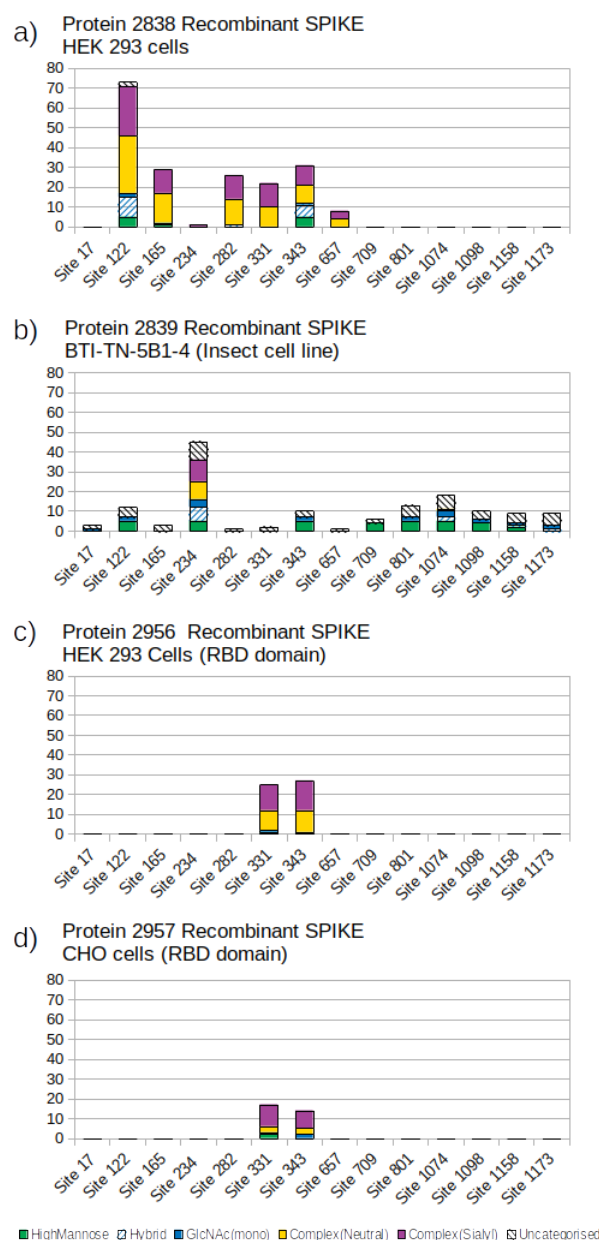 a) Protein 2838 Recombinant SPIKE
HEK 293 cells
80
70
60
50
40
30
20
10
0
Site 17 Site 122 Site 165 Site 234 Site 282 Site 331 Site 343 Site 657 Site 709 Site 801 Site 1074 Site 1098 Site 1158 Site 1173
b) Protein 2839 Recombinant SPIKE
BTI-TN-5B1-4 (Insect cell line)
80
70
60
50
40
30
20
10
0
Site 17 Site 122 Site 165 Site 234 Site 282 Site 331 Site 343 Site 657 Site 709 Site 801 Site 1074 Site 1098 Site 1158 Site 1173
c) Protein 2956 Recombinant SPIKE
HEK 293 Cells (RBD domain)
80
70
60
50
40
30
20
10
0
Site 17 Site 122 Site 165 Site 234 Site 282 Site 331 Site 343 Site 657 Site 709 Site 801 Site 1074 Site 1098 Site 1158 Site 1173
d) Protein 2957 Recombinant SPIKE
CHO cells (RBD domain)
80
70
60
50
40
30
20
10
0
Site 17 Site 122 Site 165 Site 234 Site 282 Site 331 Site 343 Site 657 Site 709 Site 801 Site 1074 Site 1098 Site 1158 Site 1173
HighMannose Hybrid GlcNAc(mono) Complex(Neutral) Complex(Sialyl) Uncategorised